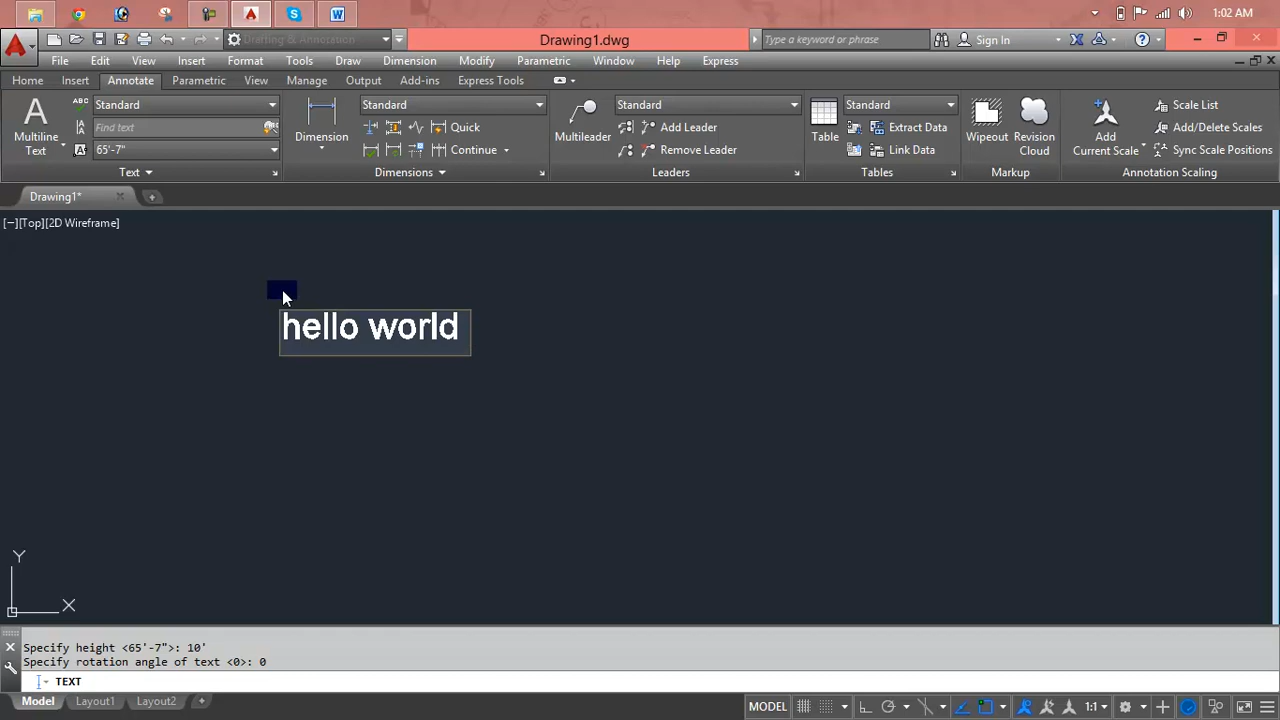 1:02 AM
Drafting & Annotation
Drawing1.dwg
Type a keyword or phrase
Sign In
File Edit View Insert Format Tools Draw Dimension Modify Parametric Window Help Express
Home Insert Annotate Parametric View Manage Output Add-ins Express Tools
A
Multiline
Text
ABC
Standard
Find text
65'-7"
Text
Dimension
Standard
Quick
Continue
Dimensions
Multileader
Standard
Add Leader
Remove Leader
Leaders
Table
Standard
Extract Data
Link Data
Tables
Wipeout
Revision
Cloud
Markup
Add
Current Scale
Scale List
Add/Delete Scales
Sync Scale Positions
Annotation Scaling
Drawing1*
[−][Top][2D Wireframe]
hello world
Y
X
Specify height <65'-7">: 10'
Specify rotation angle of text <0>: 0
TEXT
Model Layout1 Layout2 +
MODEL
1:1